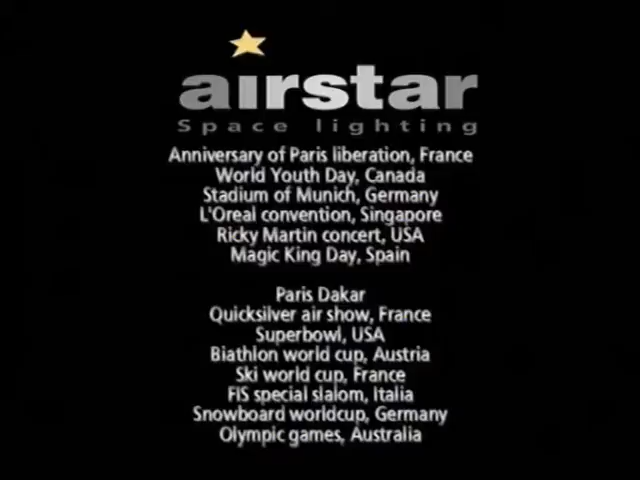 airstar
Space lighting
Anniversary of Paris liberation, France
World Youth Day, Canada
Stadium of Munich, Germany
L'Oreal convention, Singapore
Ricky Martin concert, USA
Magic King Day, Spain
Paris Dakar
Quicksilver air show, France
Superbowl, USA
Biathlon world cup, Austria
Ski world cup, France
FIS special slalom, Italia
Snowboard worldcup, Germany
Olympic games, Australia